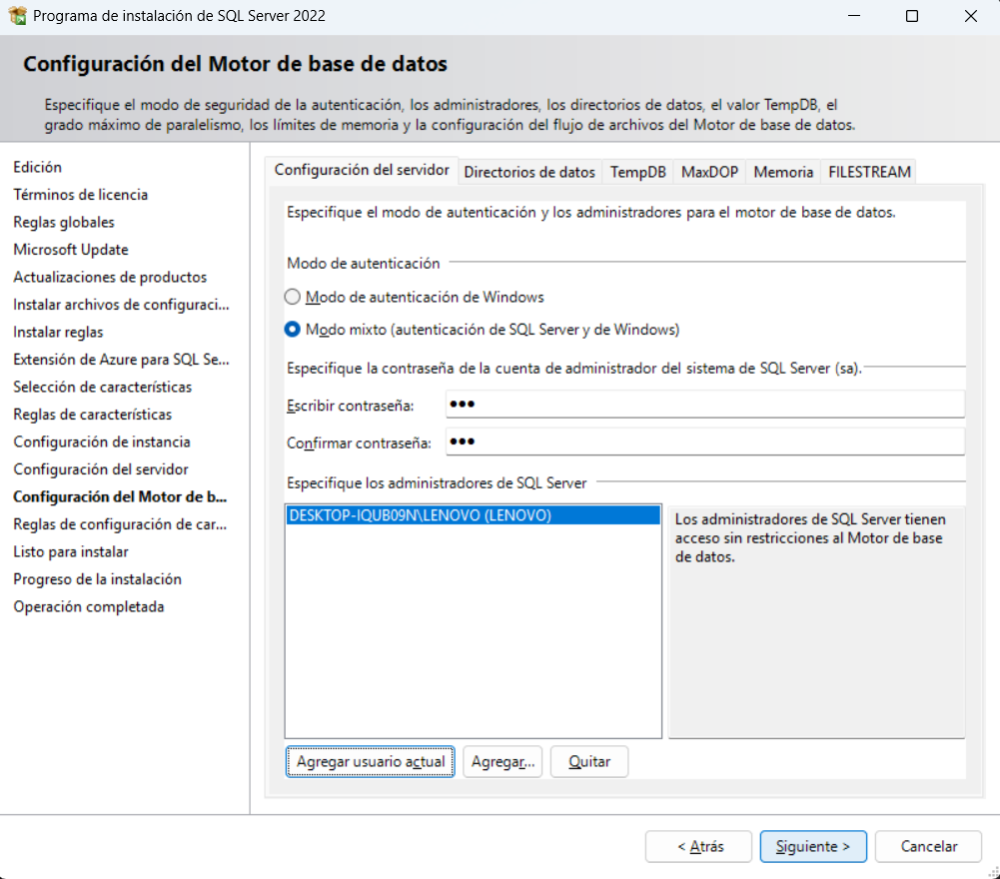 Programa de instalación de SQL Server 2022
Configuración del Motor de base de datos
Especifique el modo de seguridad de la autenticación, los administradores, los directorios de datos, el valor TempDB, el
grado máximo de paralelismo, los límites de memoria y la configuración del flujo de archivos del Motor de base de datos.
Edición
Términos de licencia
Reglas globales
Microsoft Update
Actualizaciones de productos
Instalar archivos de configuraci...
Instalar reglas
Extensión de Azure para SQL Se...
Selección de características
Reglas de características
Configuración de instancia
Configuración del servidor
Configuración del Motor de b...
Reglas de configuración de car...
Listo para instalar
Progreso de la instalación
Operación completada
Configuración del servidor Directorios de datos TempDB MaxDOP Memoria FILESTREAM
Especifique el modo de autenticación y los administradores para el motor de base de datos.
Modo de autenticación
Modo de autenticación de Windows
Modo mixto (autenticación de SQL Server y de Windows)
Especifique la contraseña de la cuenta de administrador del sistema de SQL Server (sa).
Escribir contraseña: ●●●
Confirmar contraseña: ●●●
Especifique los administradores de SQL Server
DESKTOP-IQUB09N\LENOVO (LENOVO)
Los administradores de SQL Server tienen
acceso sin restricciones al Motor de base
de datos.
Agregar usuario actual Agregar... Quitar
< Atrás Siguiente > Cancelar